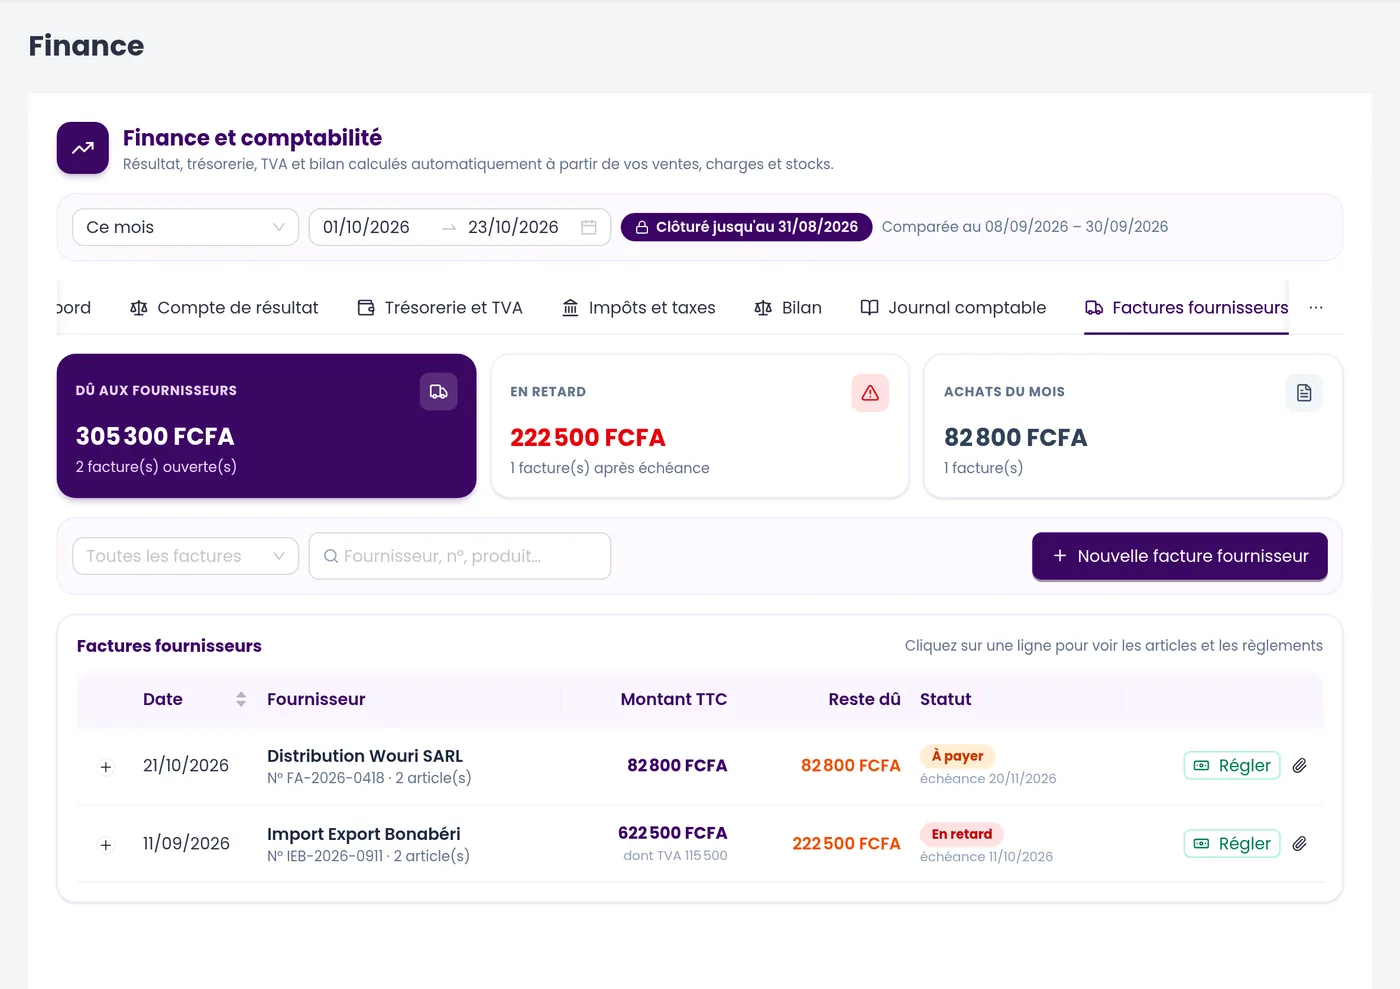 Finance
Finance et comptabilité
Résultat, trésorerie, TVA et bilan calculés automatiquement à partir de vos ventes, charges et stocks.
Ce mois 01/10/2026 → 23/10/2026 Clôturé jusqu'au 31/08/2026 Comparée au 08/09/2026 – 30/09/2026
bord Compte de résultat Trésorerie et TVA Impôts et taxes Bilan Journal comptable Factures fournisseurs ...
DÛ AUX FOURNISSEURS
305 300 FCFA
2 facture(s) ouverte(s)
EN RETARD
222 500 FCFA
1 facture(s) après échéance
ACHATS DU MOIS
82 800 FCFA
1 facture(s)
Toutes les factures Fournisseur, n°, produit... + Nouvelle facture fournisseur
Factures fournisseurs Cliquez sur une ligne pour voir les articles et les règlements
Date Fournisseur Montant TTC Reste dû Statut
+ 21/10/2026 Distribution Wouri SARL 82 800 FCFA 82 800 FCFA À payer Régler
N° FA-2026-0418 · 2 article(s) échéance 20/11/2026
+ 11/09/2026 Import Export Bonabéri 622 500 FCFA 222 500 FCFA En retard Régler
N° IEB-2026-0911 · 2 article(s) dont TVA 115 500 échéance 11/10/2026